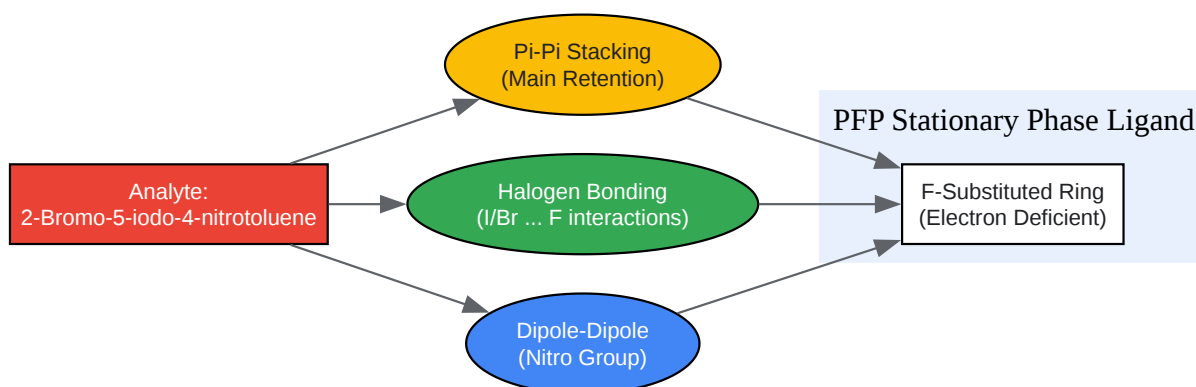 Pi-Pi Stacking
(Main Retention)
PFP Stationary Phase Ligand
Analyte:
2-Bromo-5-iodo-4-nitrotoluene
Halogen Bonding
(I/Br ... F interactions)
F-Substituted Ring
(Electron Deficient)
Dipole-Dipole
(Nitro Group)